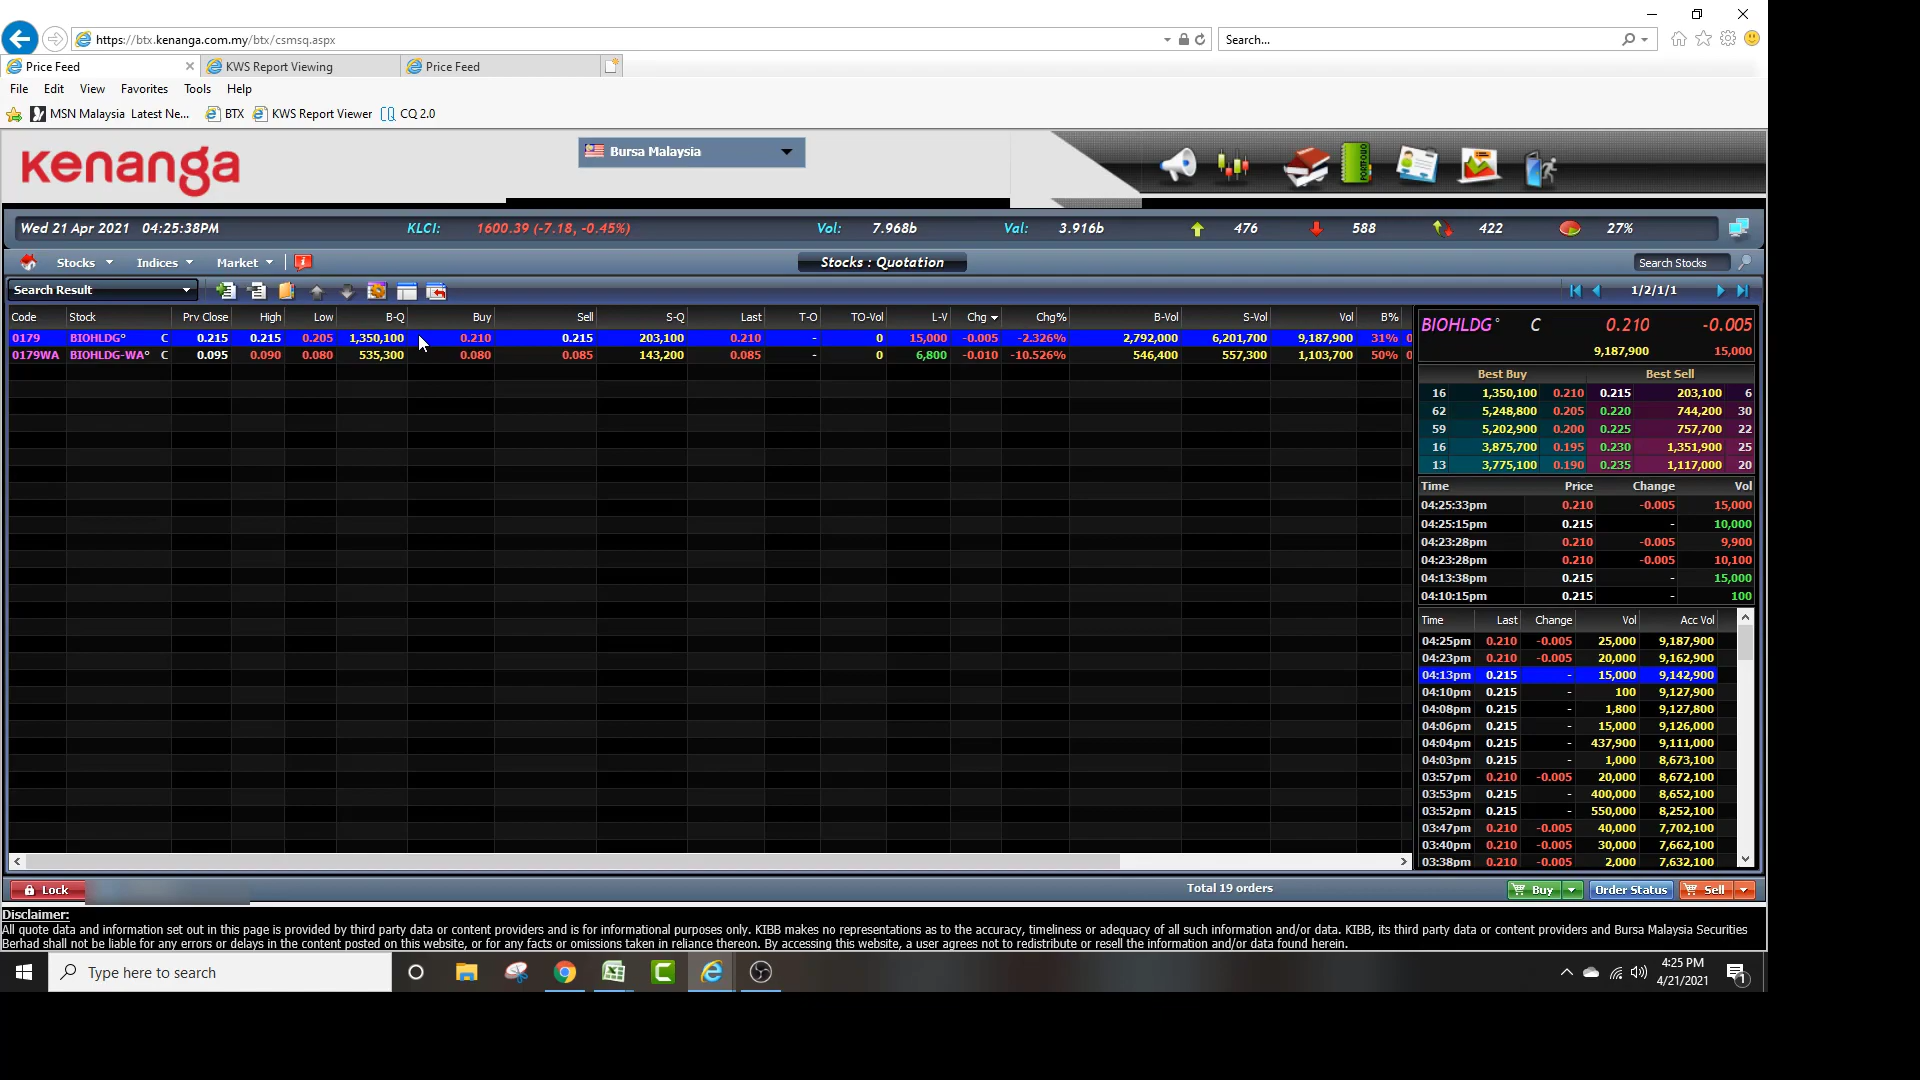 https://btx.kenanga.com.my/btx/csmsq.aspx
Search...
Price Feed
KWS Report Viewing
Price Feed
File Edit View Favorites Tools Help
MSN Malaysia Latest Ne... BTX KWS Report Viewer CQ 2.0
kenanga
Bursa Malaysia
PORTFOLIO
Wed 21 Apr 2021 04:25:38PM KLCI: 1600.39 (-7.18, -0.45%) Vol: 7.968b Val: 3.916b 476 588 422 27%
Stocks Indices Market Stocks : Quotation Search Stocks
Search Result 1/2/1/1
Code Stock Prv Close High Low B-Q Buy Sell S-Q Last T-O TO-Vol L-V Chg Chg% B-Vol S-Vol Vol B%
0179 BIOHLDG° C 0.215 0.215 0.205 1,350,100 0.210 0.215 203,100 0.210 - 0 15,000 -0.005 -2.326% 2,792,000 6,201,700 9,187,900 31% 0
0179WA BIOHLDG-WA° C 0.095 0.090 0.080 535,300 0.080 0.085 143,200 0.085 - 0 6,800 -0.010 -10.526% 546,400 557,300 1,103,700 50% 0
BIOHLDG° C 0.210 -0.005
9,187,900 15,000
Best Buy Best Sell
16 1,350,100 0.210 0.215 203,100 6
62 5,248,800 0.205 0.220 744,200 30
59 5,202,900 0.200 0.225 757,700 22
16 3,875,700 0.195 0.230 1,351,900 25
13 3,775,100 0.190 0.235 1,117,000 20
Time Price Change Vol
04:25:33pm 0.210 -0.005 15,000
04:25:15pm 0.215 - 10,000
04:23:28pm 0.210 -0.005 9,900
04:23:28pm 0.210 -0.005 10,100
04:13:38pm 0.215 - 15,000
04:10:15pm 0.215 - 100
Time Last Change Vol Acc Vol
04:25pm 0.210 -0.005 25,000 9,187,900
04:23pm 0.210 -0.005 20,000 9,162,900
04:13pm 0.215 - 15,000 9,142,900
04:10pm 0.215 - 100 9,127,900
04:08pm 0.215 - 1,800 9,127,800
04:06pm 0.215 - 15,000 9,126,000
04:04pm 0.215 - 437,900 9,111,000
04:03pm 0.215 - 1,000 8,673,100
03:57pm 0.210 -0.005 20,000 8,672,100
03:53pm 0.215 - 400,000 8,652,100
03:52pm 0.215 - 550,000 8,252,100
03:47pm 0.210 -0.005 40,000 7,702,100
03:40pm 0.210 -0.005 30,000 7,662,100
03:38pm 0.210 -0.005 2,000 7,632,100
Lock Total 19 orders Buy Order Status Sell
Disclaimer:
All quote data and information set out in this page is provided by third party data or content providers and is for informational purposes only. KIBB makes no representations as to the accuracy, timeliness or adequacy of all such information and/or data. KIBB, its third party data or content providers and Bursa Malaysia Securities
Berhad shall not be liable for any errors or delays in the content posted on this website, or for any facts or omissions taken in reliance thereon. By accessing this website, a user agrees not to redistribute or resell the information and/or data found herein.
Type here to search
4:25 PM
4/21/2021
1